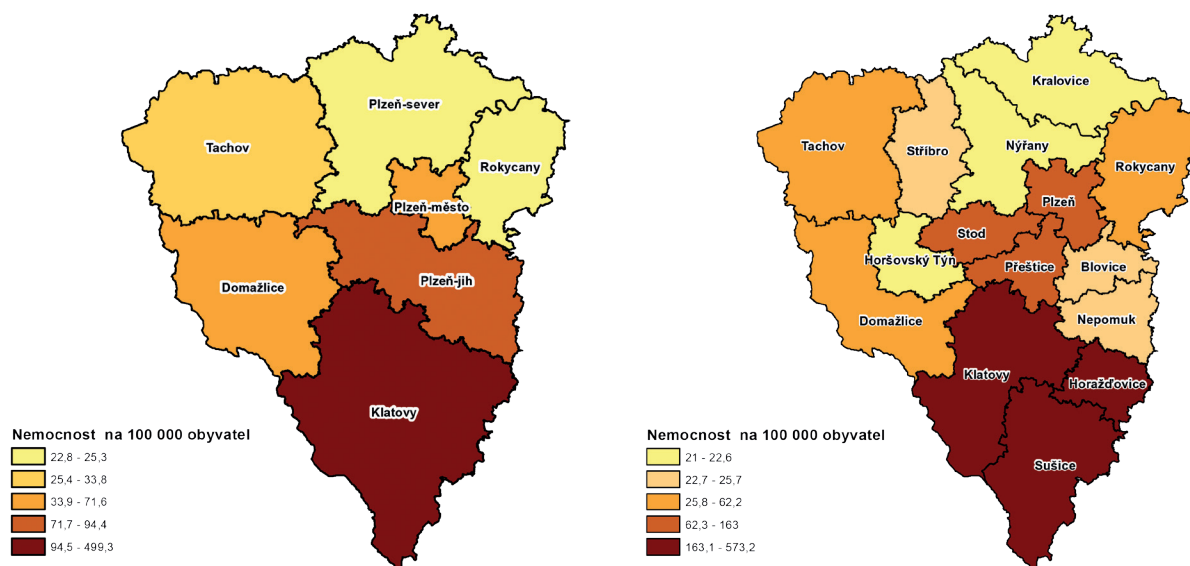 Plzeň-sever
Tachov
Rokycany
Plzeň-město
Plzeň-jih
Domažlice
Klatovy
Nemocnost na 100 000 obyvatel
22,8 - 25,3
25,4 - 33,8
33,9 - 71,6
71,7 - 94,4
94,5 - 499,3
Kralovice
Tachov
Stříbro
Nýřany
Rokycany
Plzeň
Stod
Horšovský Týn
Přeštice
Blovice
Nepomuk
Domažlice
Klatovy
Horažďovice
Sušice
Nemocnost na 100 000 obyvatel
21 - 22,6
22,7 - 25,7
25,8 - 62,2
62,3 - 163
163,1 - 573,2